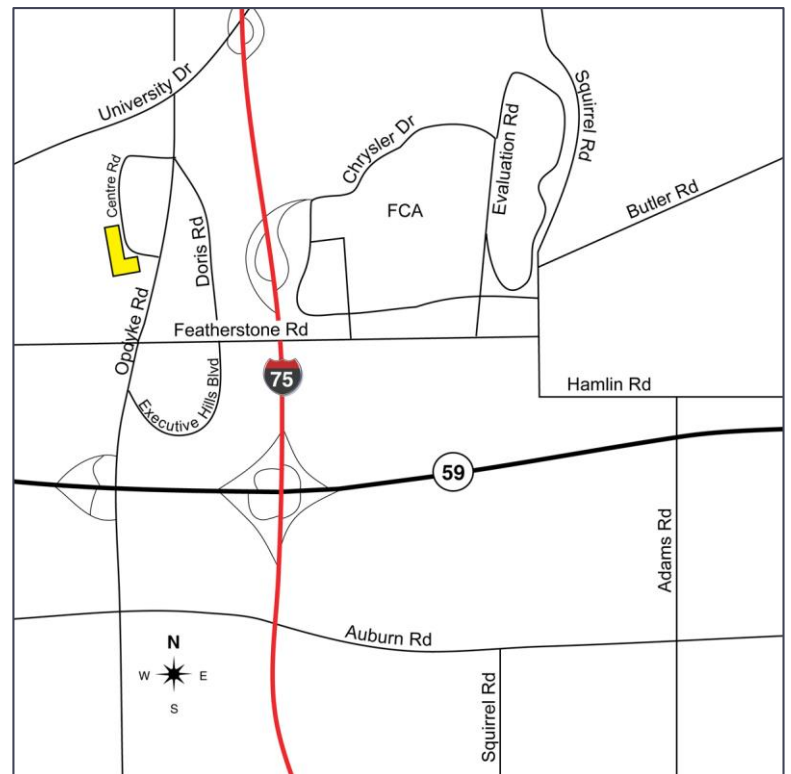 University Dr
Squirrel Rd
Chrysler Dr
Evaluation Rd
Centre Rd
FCA
Butler Rd
Doris Rd
Opdyke Rd
Featherstone Rd
75
Hamlin Rd
Executive Hills Blvd
59
Adams Rd
Auburn Rd
N
W E
S
Squirrel Rd